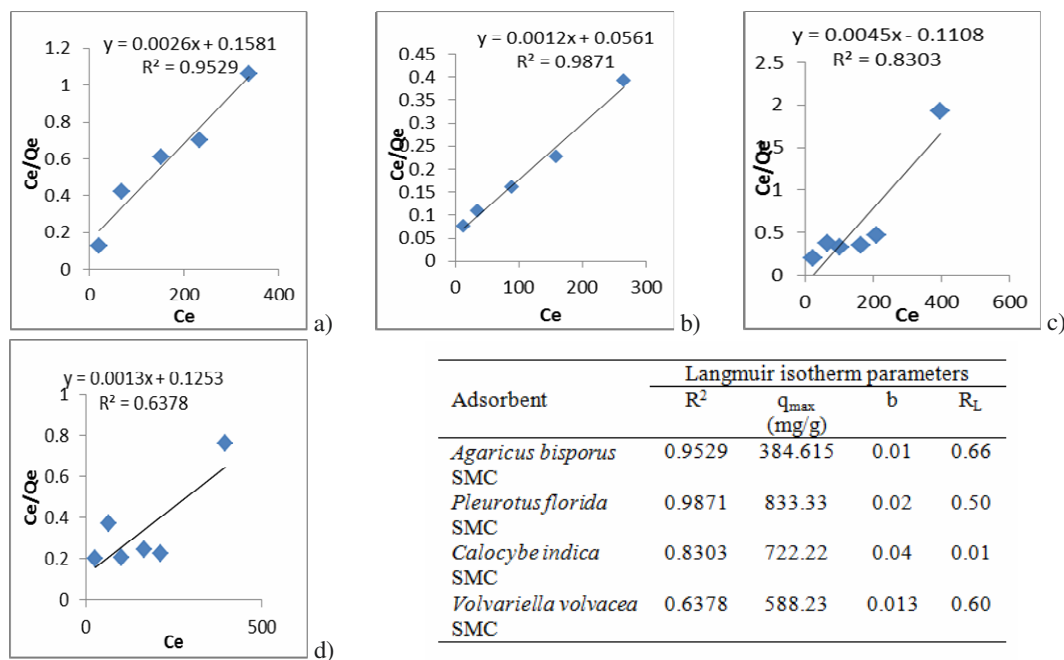 y = 0.0026x + 0.1581
R² = 0.9529
1.2
1
0.8
0.6
0.4
0.2
0
Ce/Qe
0 200 400
Ce
a)
y = 0.0012x + 0.0561
R² = 0.9871
0.45
0.4
0.35
0.3
0.25
0.2
0.15
0.1
0.05
0
Ce/Qe
0 100 200 300
Ce
b)
y = 0.0045x - 0.1108
R² = 0.8303
2.5
2
1.5
1
0.5
0
Ce/Qe
0 200 400 600
Ce
c)
y = 0.0013x + 0.1253
R² = 0.6378
1
0.8
0.6
0.4
0.2
0
Ce/Qe
0 500
Ce
d)
Langmuir isotherm parameters
Adsorbent R² qmax b RL
(mg/g)
Agaricus bisporus 0.9529 384.615 0.01 0.66
SMC
Pleurotus florida 0.9871 833.33 0.02 0.50
SMC
Calocybe indica 0.8303 722.22 0.04 0.01
SMC
Volvariella volvacea 0.6378 588.23 0.013 0.60
SMC